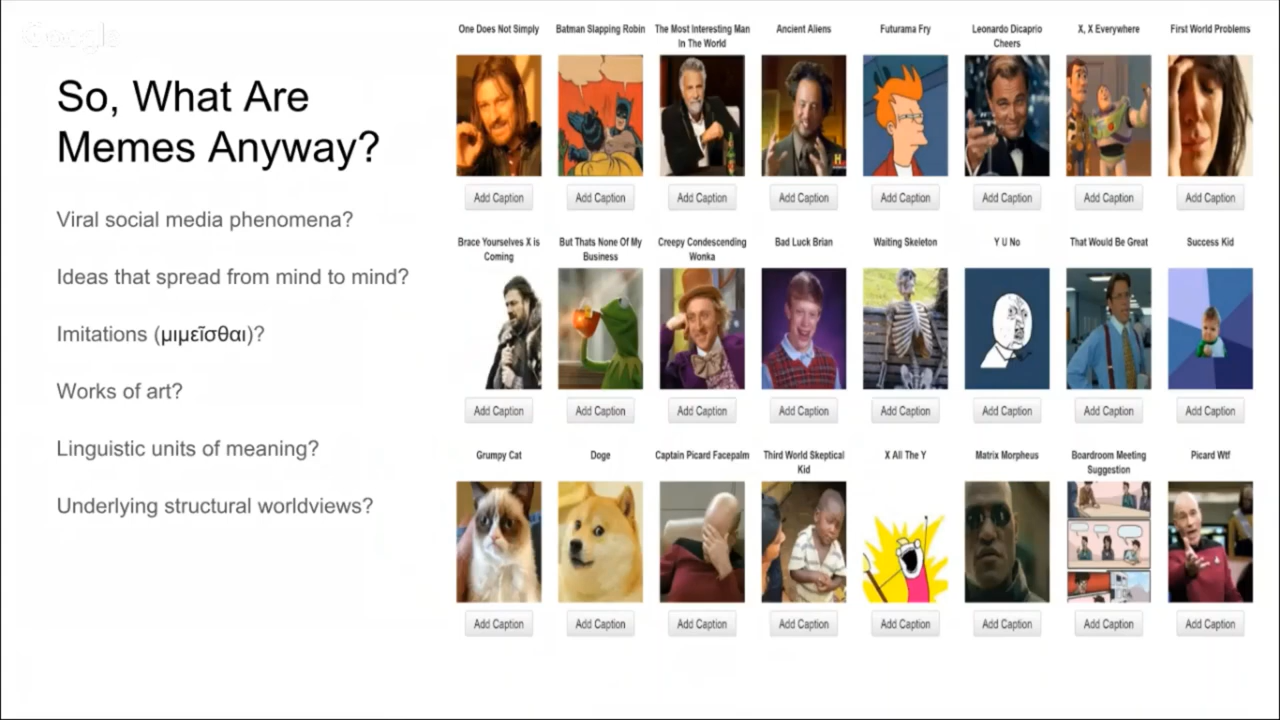 Google
So, What Are
Memes Anyway?
Viral social media phenomena?
Ideas that spread from mind to mind?
Imitations (μιμεῖσθαι)?
Works of art?
Linguistic units of meaning?
Underlying structural worldviews?
One Does Not Simply
Batman Slapping Robin
The Most Interesting Man
In The World
Ancient Aliens
Futurama Fry
Leonardo Dicaprio
Cheers
X, X Everywhere
First World Problems
H
Add Caption
Add Caption
Add Caption
Add Caption
Add Caption
Add Caption
Add Caption
Add Caption
Brace Yourselves X is
Coming
But Thats None Of My
Business
Creepy Condescending
Wonka
Bad Luck Brian
Waiting Skeleton
Y U No
That Would Be Great
Success Kid
Add Caption
Add Caption
Add Caption
Add Caption
Add Caption
Add Caption
Add Caption
Add Caption
Grumpy Cat
Doge
Captain Picard Facepalm
Third World Skeptical
Kid
X All The Y
Matrix Morpheus
Boardroom Meeting
Suggestion
Picard Wtf
Add Caption
Add Caption
Add Caption
Add Caption
Add Caption
Add Caption
Add Caption
Add Caption